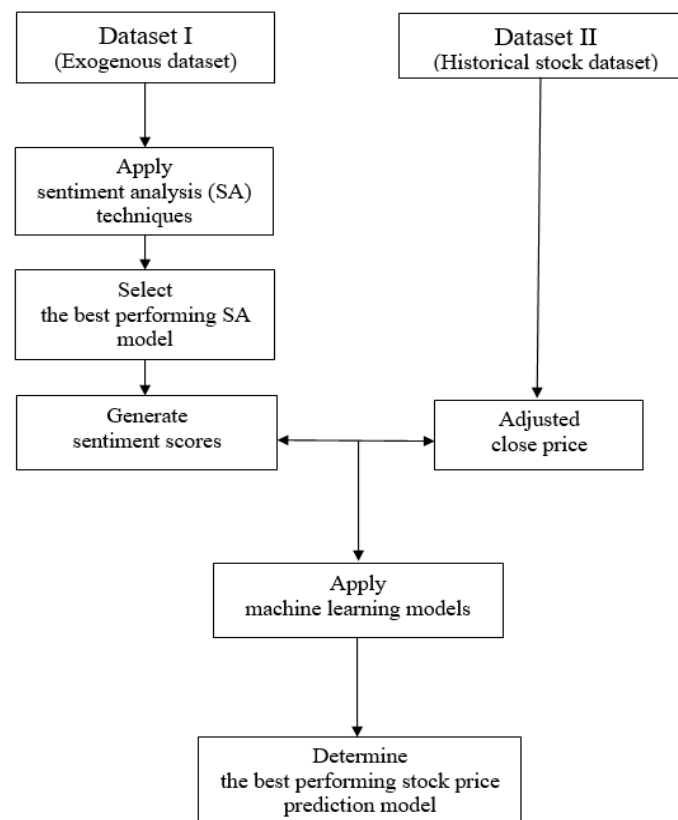 Dataset I
(Exogenous dataset)
Dataset II
(Historical stock dataset)
Apply
sentiment analysis (SA)
techniques
Select
the best performing SA
model
Generate
sentiment scores
Adjusted
close price
Apply
machine learning models
Determine
the best performing stock price
prediction model